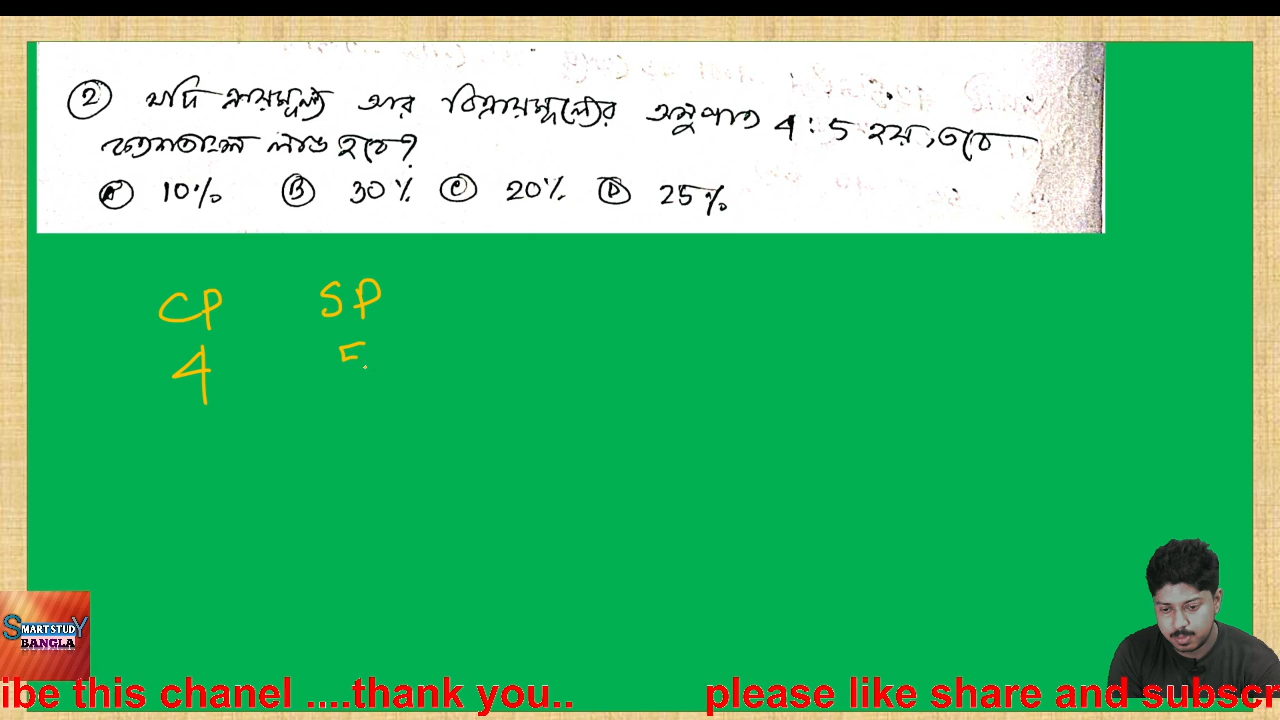 ② যদি ক্রয়মূল্য আর বিক্রয়মূল্যের অনুপাত 4 : 5 হয়, তবে
শতাংশ লাভ হবে?
Ⓐ 10% Ⓑ 30% Ⓒ 20% Ⓓ 25%
CP SP
4 5
SMART STUDY
BANGLA
ibe this chanel ....thank you.. please like share and subscr